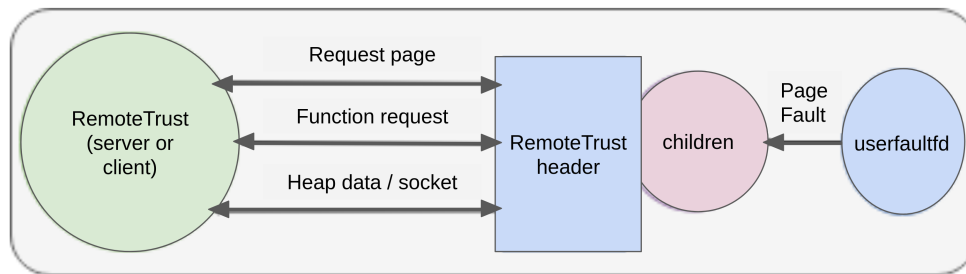 RemoteTrust
(server or
client)
Request page
Function request
Heap data / socket
RemoteTrust
header
children
Page
Fault
userfaultfd